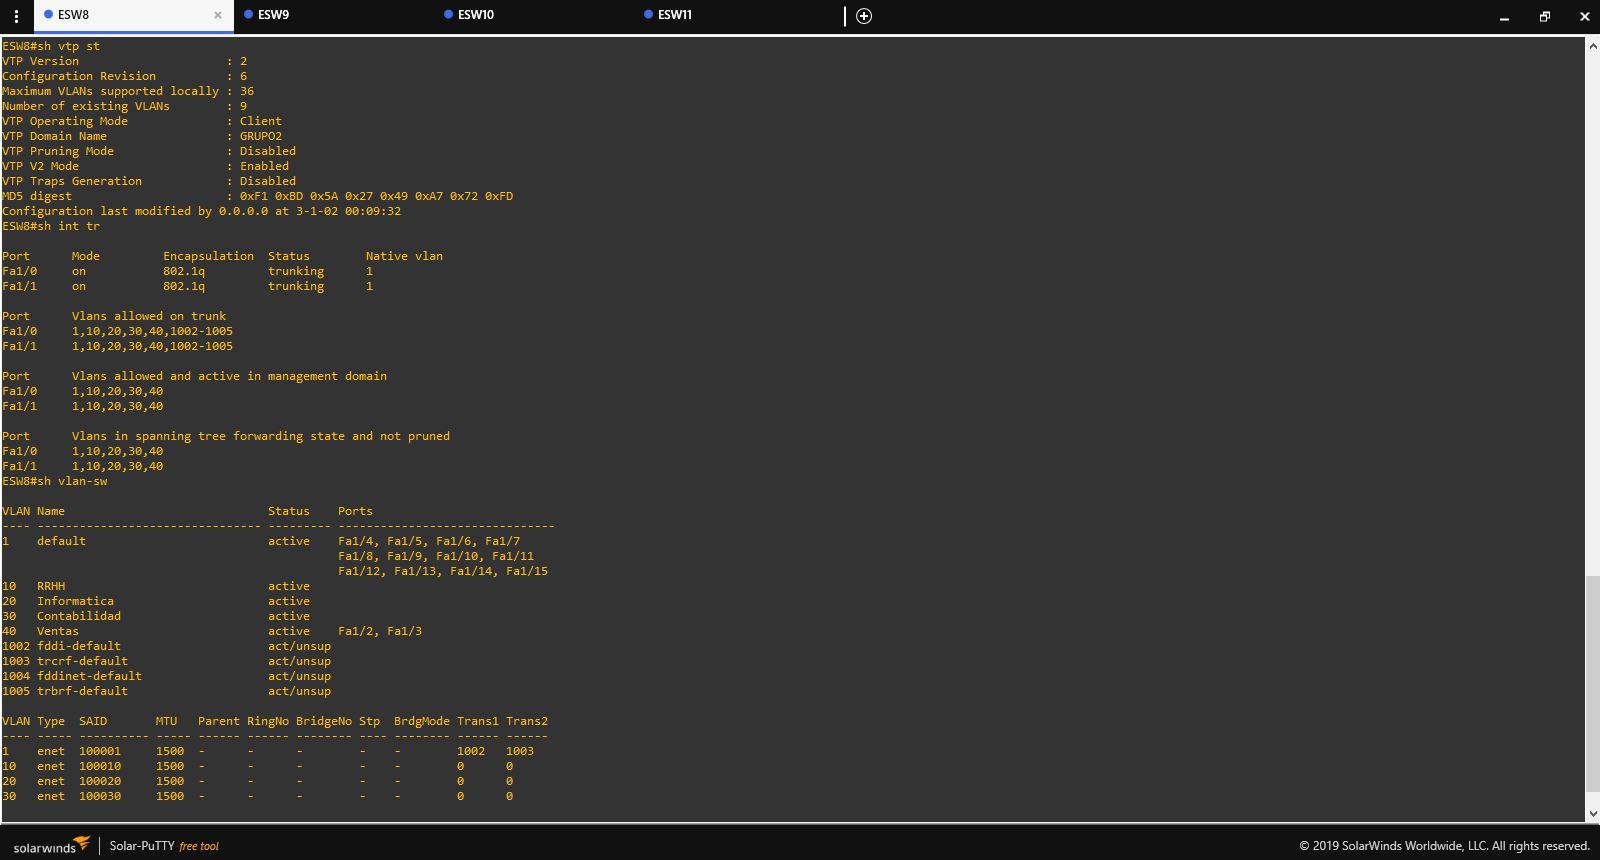 ESW8 × ESW9 ESW10 ESW11
ESW8#sh vtp st
VTP Version                     : 2
Configuration Revision          : 6
Maximum VLANs supported locally : 36
Number of existing VLANs        : 9
VTP Operating Mode              : Client
VTP Domain Name                 : GRUPO2
VTP Pruning Mode                : Disabled
VTP V2 Mode                     : Enabled
VTP Traps Generation            : Disabled
MD5 digest                      : 0xF1 0xBD 0x5A 0x27 0x49 0xA7 0x72 0xFD
Configuration last modified by 0.0.0.0 at 3-1-02 00:09:32
ESW8#sh int tr
Port      Mode         Encapsulation  Status        Native vlan
Fa1/0     on           802.1q         trunking      1
Fa1/1     on           802.1q         trunking      1
Port      Vlans allowed on trunk
Fa1/0     1,10,20,30,40,1002-1005
Fa1/1     1,10,20,30,40,1002-1005
Port      Vlans allowed and active in management domain
Fa1/0     1,10,20,30,40
Fa1/1     1,10,20,30,40
Port      Vlans in spanning tree forwarding state and not pruned
Fa1/0     1,10,20,30,40
Fa1/1     1,10,20,30,40
ESW8#sh vlan-sw
VLAN Name                             Status    Ports
---- -------------------------------- --------- -------------------------------
1    default                          active    Fa1/4, Fa1/5, Fa1/6, Fa1/7
                                                Fa1/8, Fa1/9, Fa1/10, Fa1/11
                                                Fa1/12, Fa1/13, Fa1/14, Fa1/15
10   RRHH                             active
20   Informatica                      active
30   Contabilidad                     active
40   Ventas                           active    Fa1/2, Fa1/3
1002 fddi-default                     act/unsup
1003 trcrf-default                    act/unsup
1004 fddinet-default                  act/unsup
1005 trbrf-default                    act/unsup
VLAN Type  SAID       MTU   Parent RingNo BridgeNo Stp  BrdgMode Trans1 Trans2
---- ----- ---------- ----- ------ ------ -------- ---- -------- ------ ------
1    enet  100001     1500  -      -      -        -    -        1002   1003
10   enet  100010     1500  -      -      -        -    -        0      0
20   enet  100020     1500  -      -      -        -    -        0      0
30   enet  100030     1500  -      -      -        -    -        0      0
solarwinds | Solar-PuTTY free tool © 2019 SolarWinds Worldwide, LLC. All rights reserved.